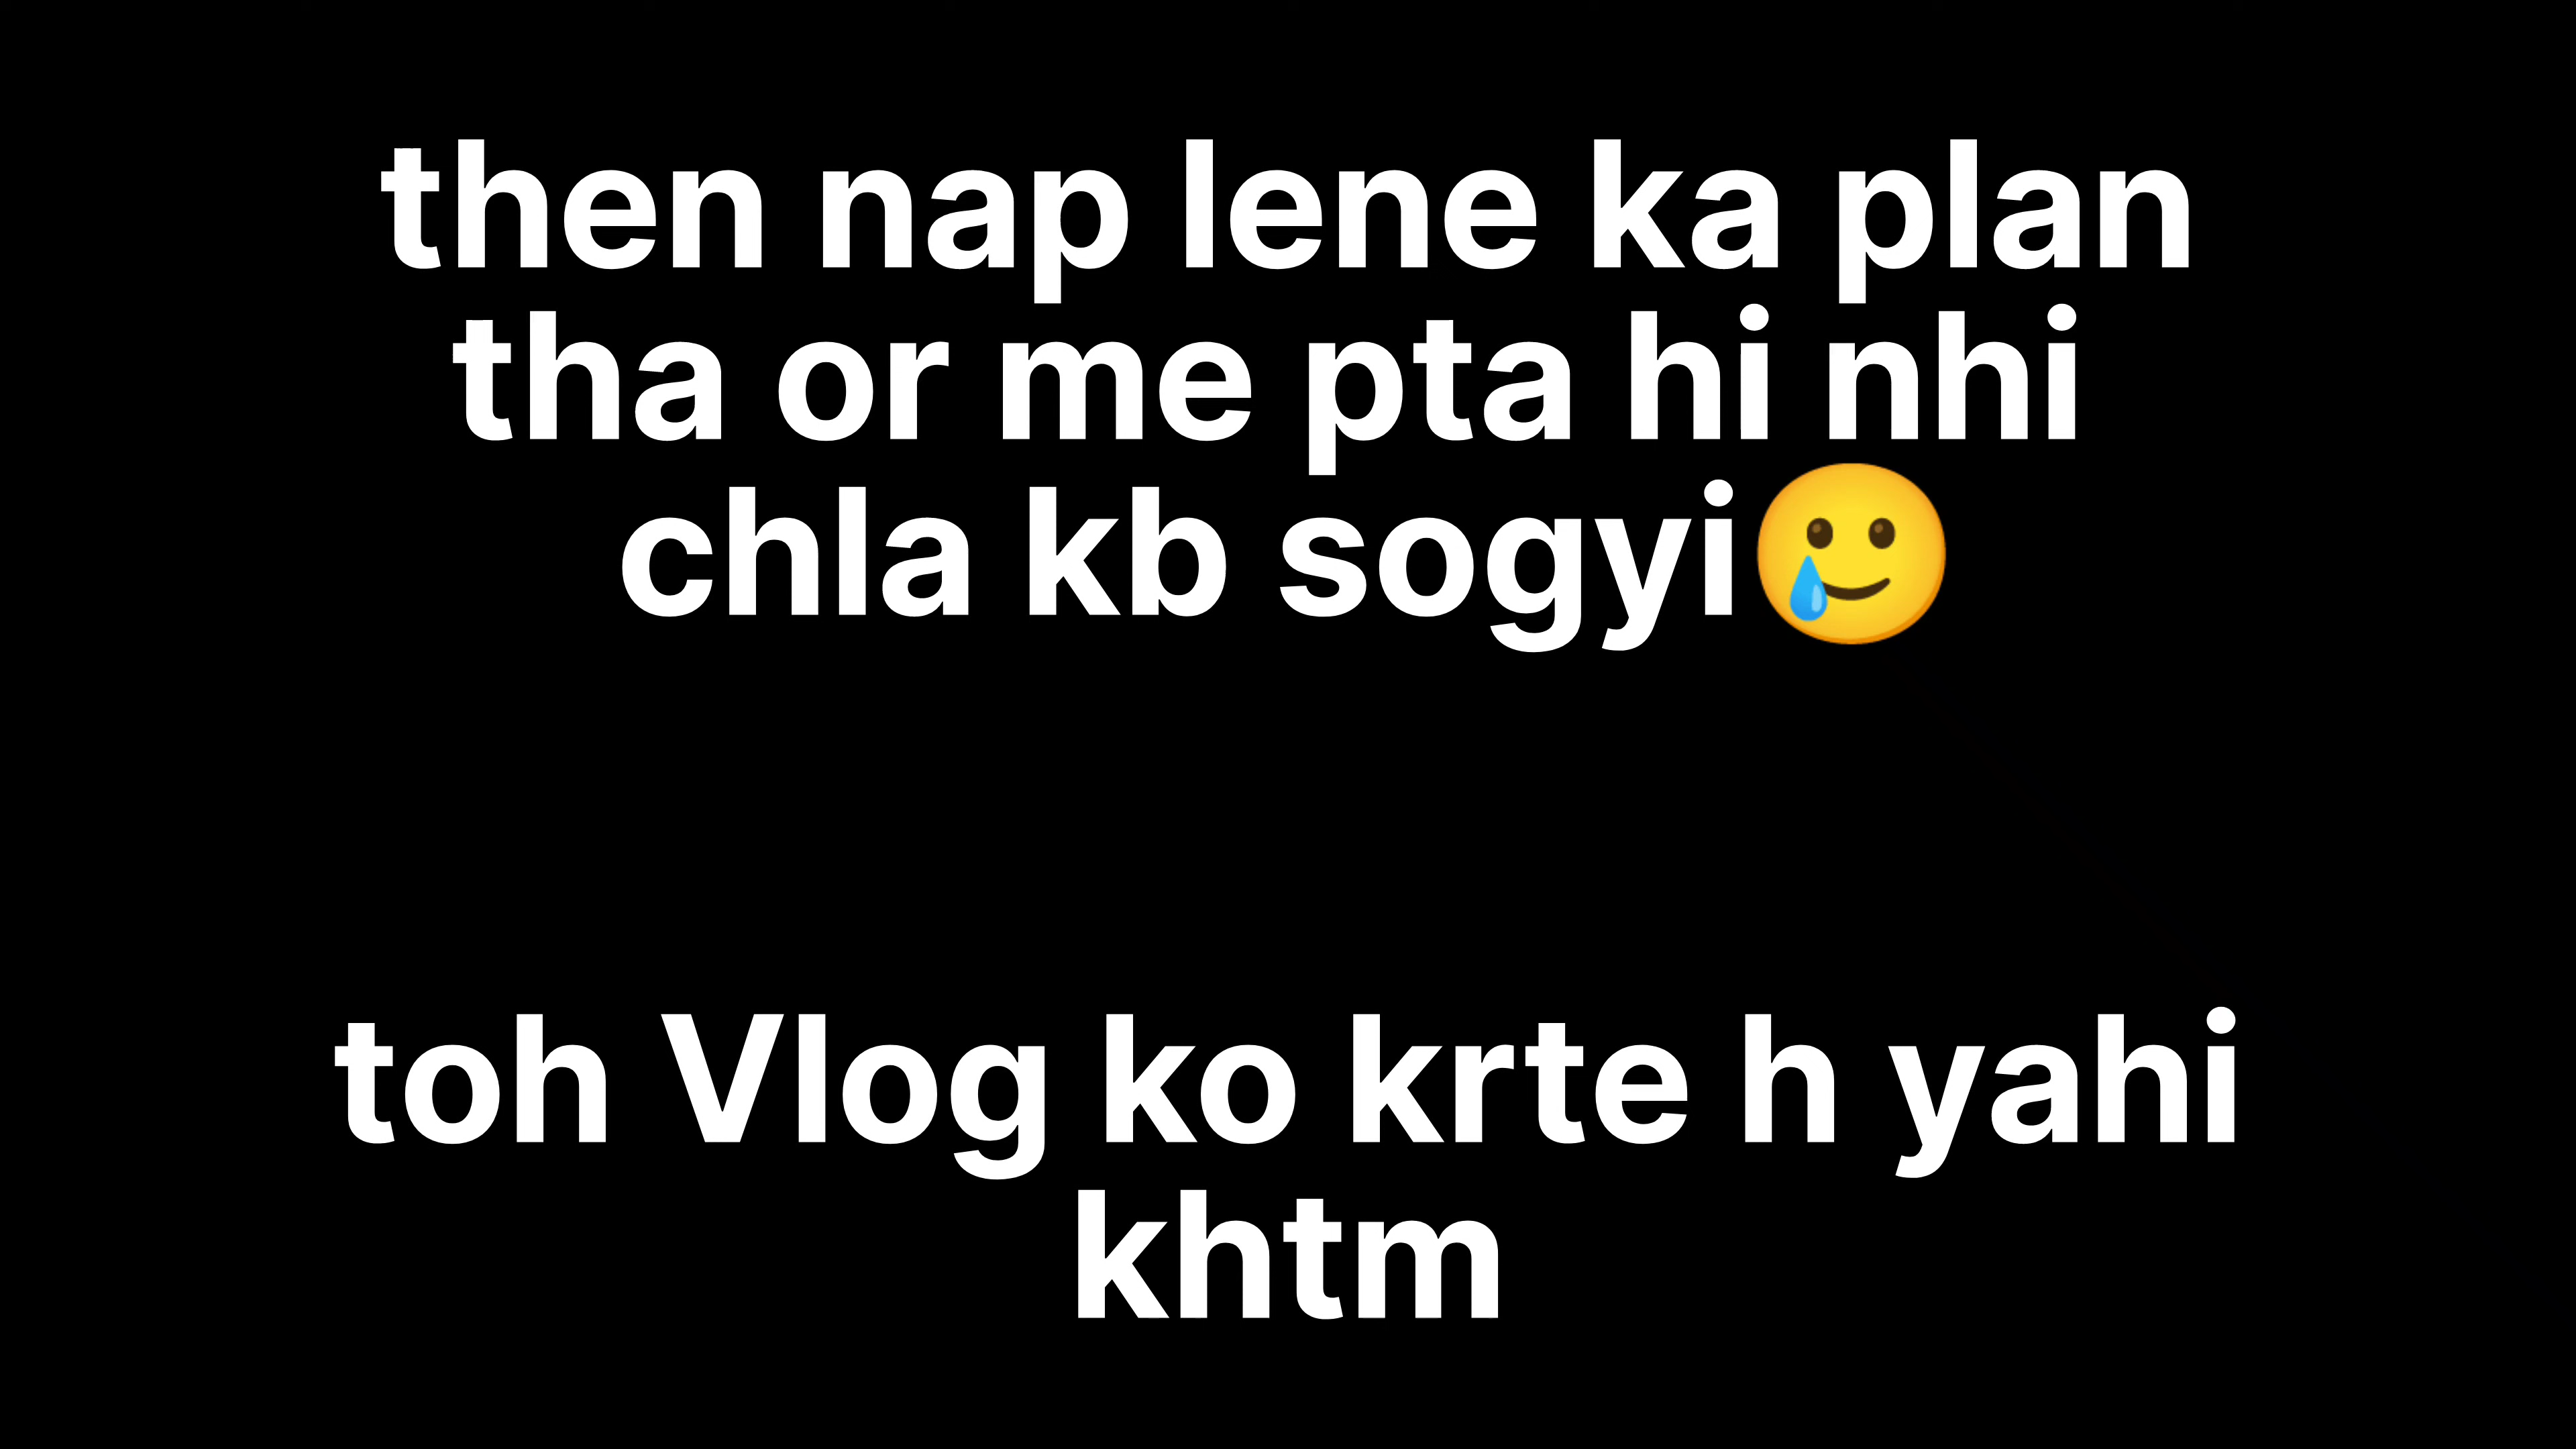 then nap lene ka plan
tha or me pta hi nhi
chla kb sogyi🥲
toh Vlog ko krte h yahi
khtm